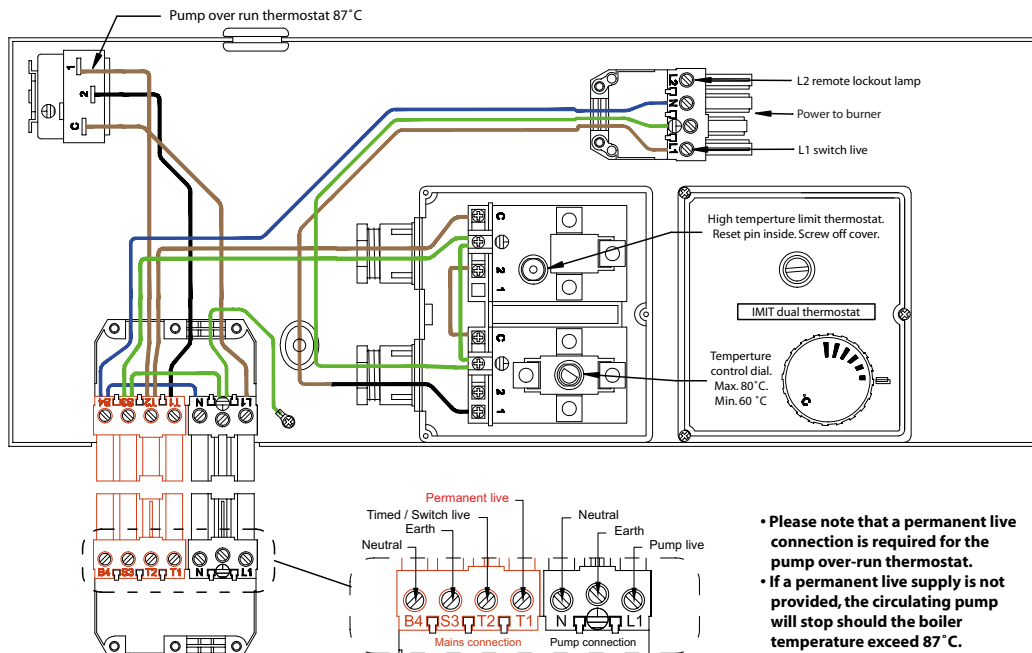 Pump over run thermostat 87˚C
1
2
C
L2
N
L1
L2 remote lockout lamp
Power to burner
L1 switch live
C
2
1
C
2
1
High temperture limit thermostat.
Reset pin inside. Screw off cover.
IMIT dual thermostat
Temperture
control dial.
Max. 80˚C.
Min. 60 ˚C
°C
B4 S3 T2 T1 N L1
B4 S3 T2 T1 N L1
Permanent live
Timed / Switch live
Earth
Neutral
Neutral
Earth
Pump live
B4 S3 T2 T1 N L1
Mains connection
Pump connection
• Please note that a permanent live
connection is required for the
pump over-run thermostat.
• If a permanent live supply is not
provided, the circulating pump
will stop should the boiler
temperature exceed 87˚C.